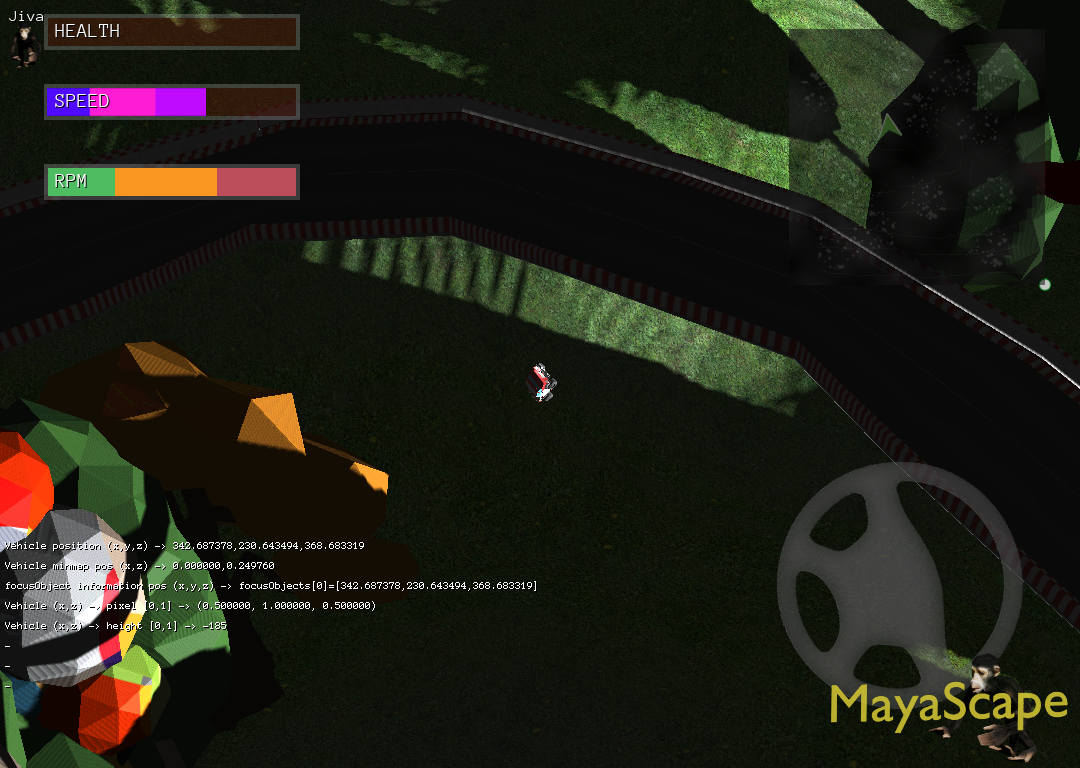 Jiva
HEALTH
SPEED
RPM
Vehicle position (x,y,z) -> 342.687378,230.643494,368.683319
Vehicle minmap pos (x,z) -> 0.000000,0.249760
focusObject information pos (x,y,z) -> focusObjects[0]=[342.687378,230.643494,368.683319]
Vehicle (x,z) -> pixel [0,1] -> (0.500000, 1.000000, 0.500000)
Vehicle (x,z) -> height [0,1] -> -185
-
-
-
MayaScape